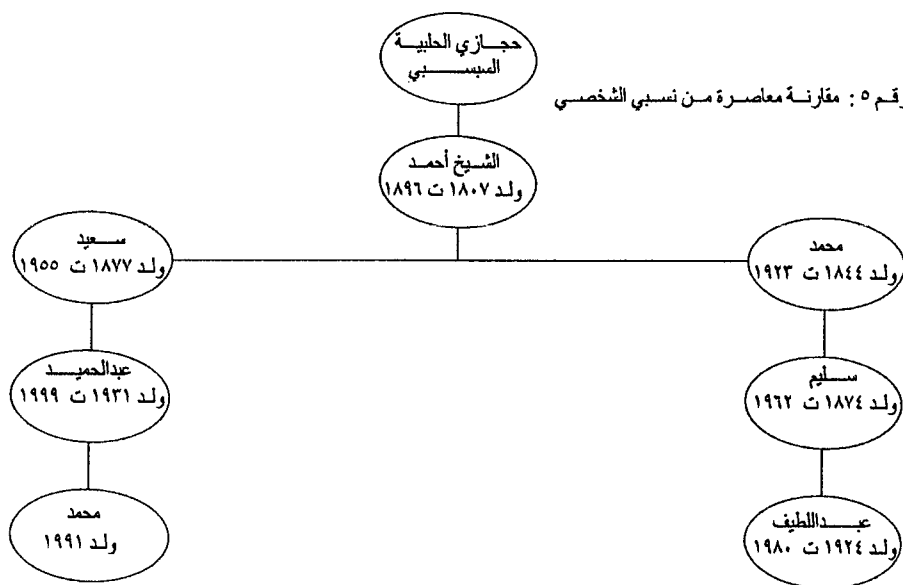 حجازي الحلبية
السبسبي
رقم ٥ : مقارنة معاصرة من نسبي الشخصي
الشيخ أحمد
ولد ١٨٠٧ ت ١٨٩٦
محمد
ولد ١٨٤٤ ت ١٩٢٣
سعيد
ولد ١٨٧٧ ت ١٩٥٥
سليم
ولد ١٨٧٤ ت ١٩٦٢
عبدالحميد
ولد ١٩٣١ ت ١٩٩٩
عبداللطيف
ولد ١٩٢٤ ت ١٩٨٠
محمد
ولد ١٩٩١